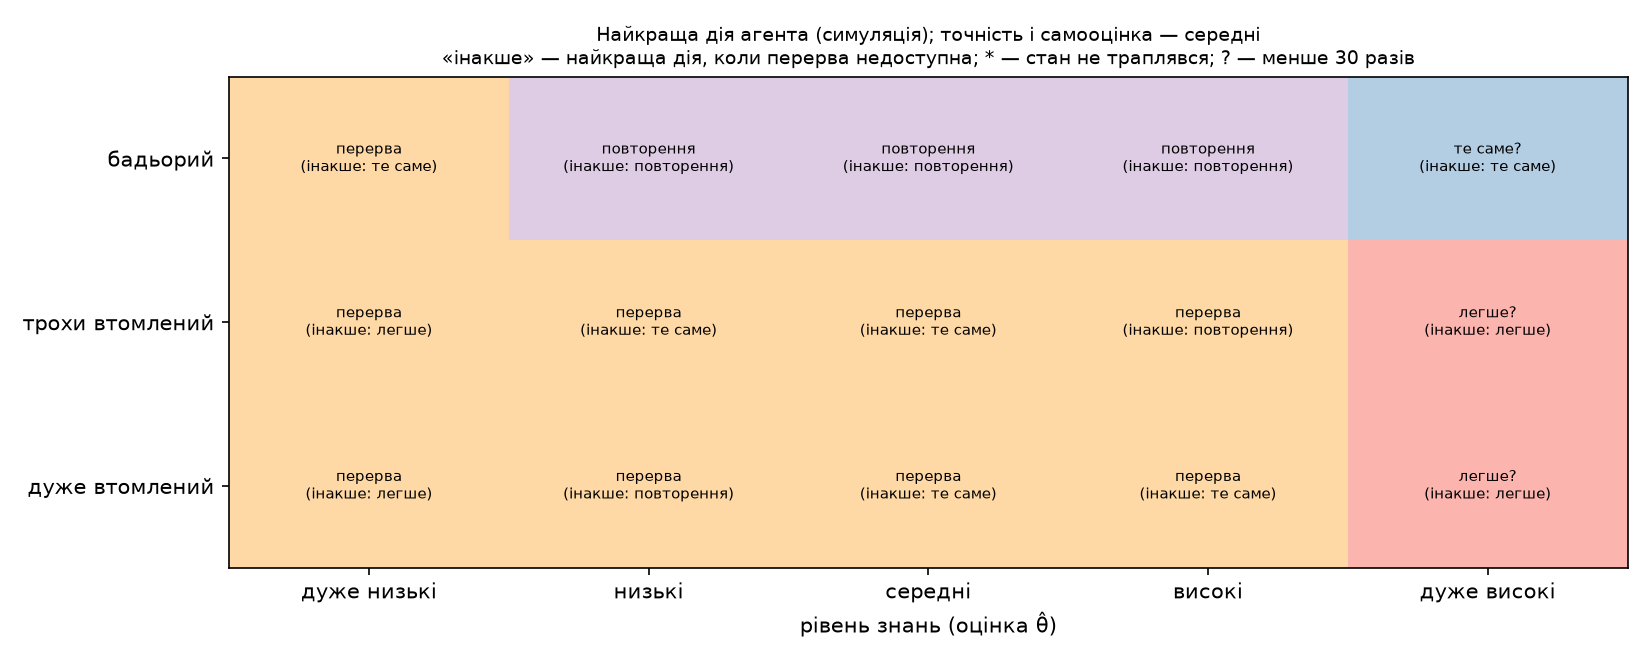 Найкраща дія агента (симуляція); точність і самооцінка — середні
«інакше» — найкраща дія, коли перерва недоступна; * — стан не траплявся; ? — менше 30 разів
бадьорий
перерва
(інакше: те саме)
повторення
(інакше: повторення)
повторення
(інакше: повторення)
повторення
(інакше: повторення)
те саме?
(інакше: те саме)
трохи втомлений
перерва
(інакше: легше)
перерва
(інакше: те саме)
перерва
(інакше: те саме)
перерва
(інакше: повторення)
легше?
(інакше: легше)
дуже втомлений
перерва
(інакше: легше)
перерва
(інакше: повторення)
перерва
(інакше: те саме)
перерва
(інакше: те саме)
легше?
(інакше: легше)
дуже низькі
низькі
середні
високі
дуже високі
рівень знань (оцінка θ̂)